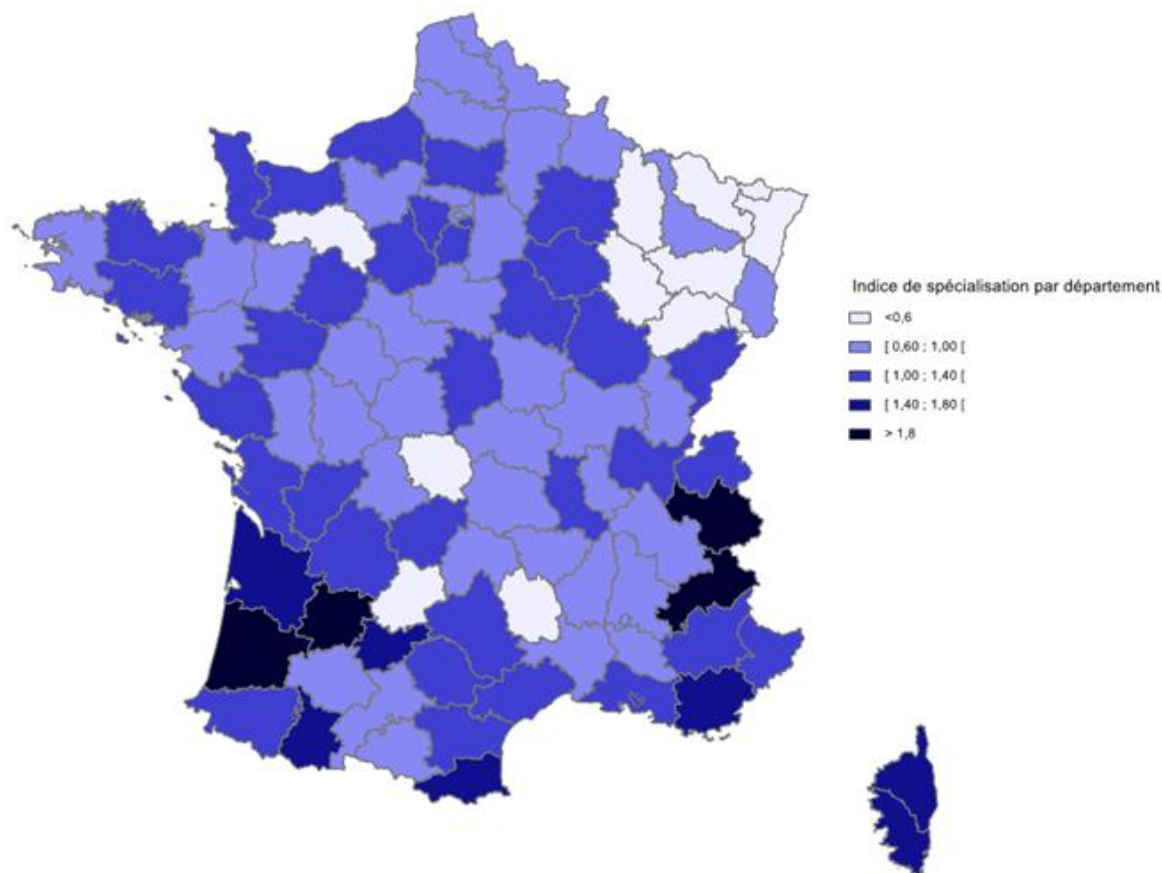 Indice de spécialisation par département
<0,6
[ 0,60 ; 1,00 [
[ 1,00 ; 1,40 [
[ 1,40 ; 1,80 [
> 1,8